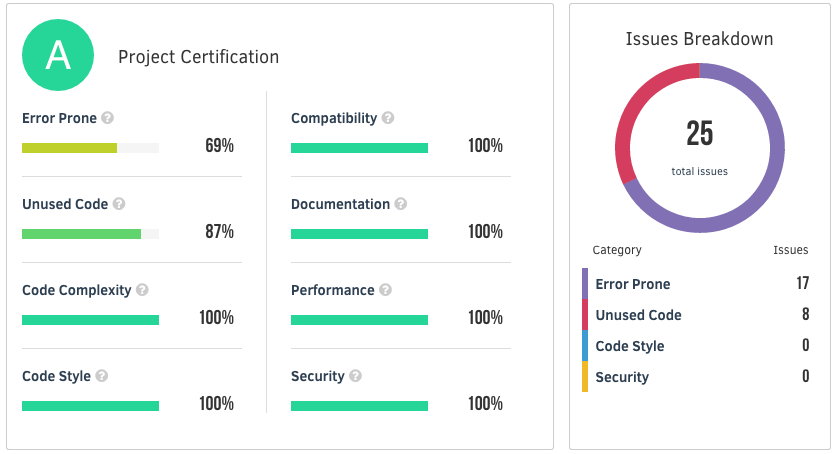 A
Project Certification
Error Prone ?
69%
Unused Code ?
87%
Code Complexity ?
100%
Code Style ?
100%
Compatibility ?
100%
Documentation ?
100%
Performance ?
100%
Security ?
100%
Issues Breakdown
25
total issues
Category Issues
Error Prone 17
Unused Code 8
Code Style 0
Security 0